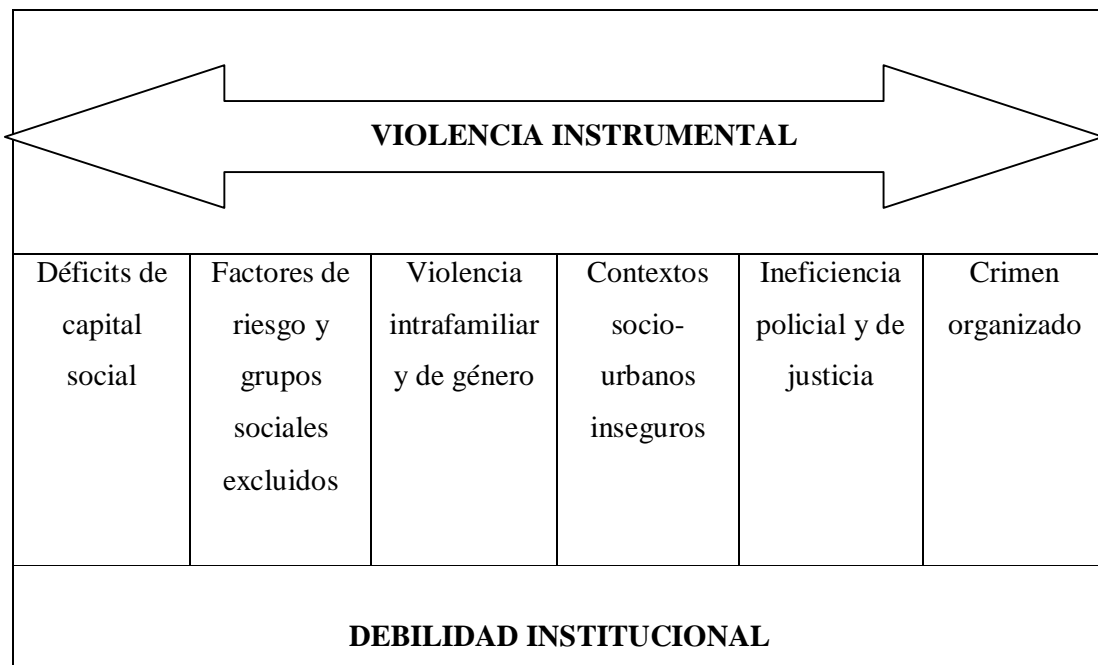 VIOLENCIA INSTRUMENTAL
Déficits de
capital
social
Factores de
riesgo y
grupos
sociales
excluidos
Violencia
intrafamiliar
y de género
Contextos
socio-
urbanos
inseguros
Ineficiencia
policial y de
justicia
Crimen
organizado
DEBILIDAD INSTITUCIONAL